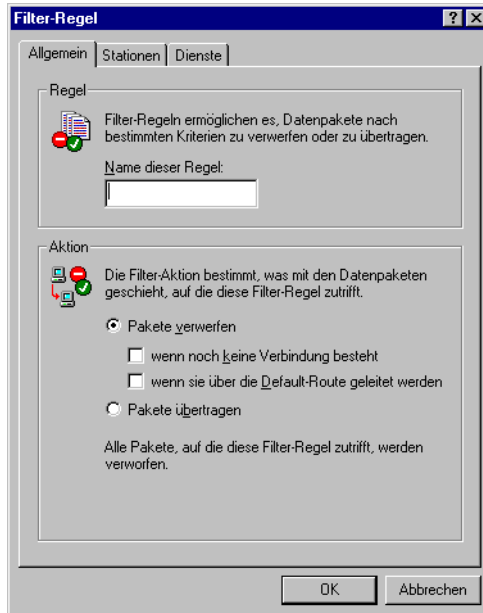 Filter-Regel
Allgemein Stationen Dienste
Regel
Filter-Regeln ermöglichen es, Datenpakete nach
bestimmten Kriterien zu verwerfen oder zu übertragen.
Name dieser Regel:
Aktion
Die Filter-Aktion bestimmt, was mit den Datenpaketen
geschieht, auf die diese Filter-Regel zutrifft.
Pakete verwerfen
wenn noch keine Verbindung besteht
wenn sie über die Default-Route geleitet werden
Pakete übertragen
Alle Pakete, auf die diese Filter-Regel zutrifft, werden
verworfen.
OK Abbrechen